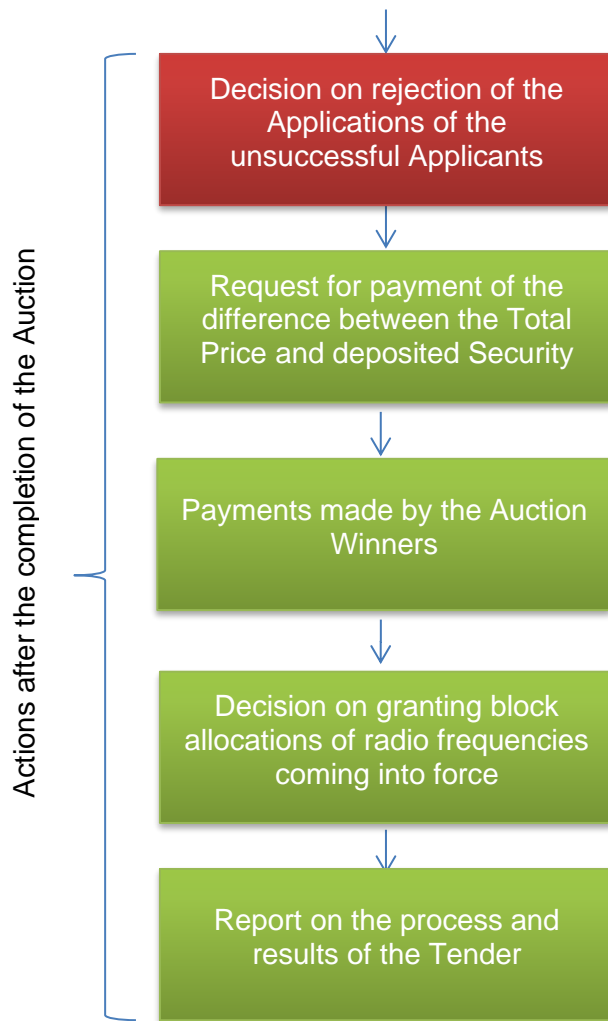 Actions after the completion of the Auction
Decision on rejection of the
Applications of the
unsuccessful Applicants
Request for payment of the
difference between the Total
Price and deposited Security
Payments made by the Auction
Winners
Decision on granting block
allocations of radio frequencies
coming into force
Report on the process and
results of the Tender